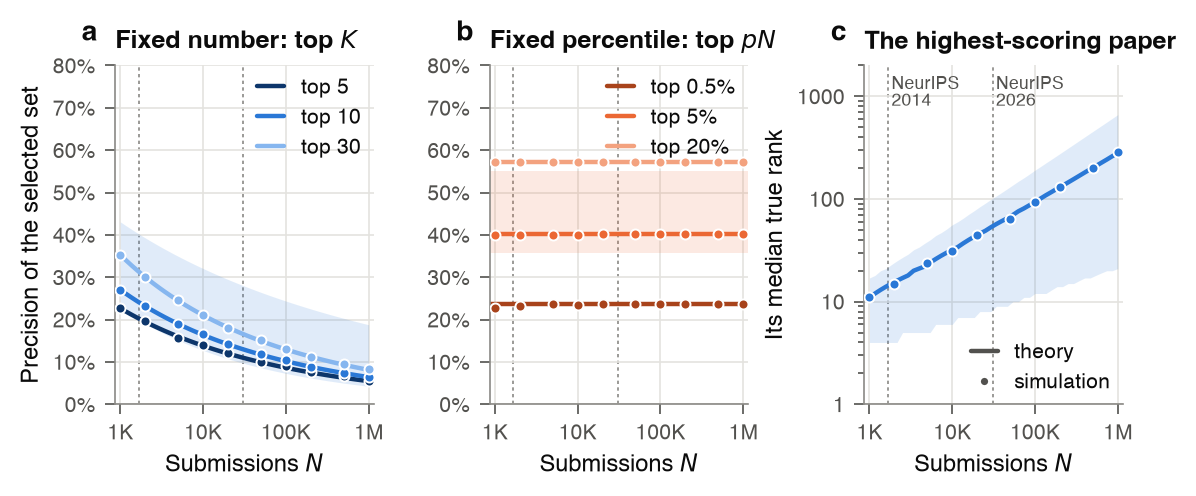 a Fixed number: top K
Precision of the selected set
80%
70%
60%
50%
40%
30%
20%
10%
0%
top 5
top 10
top 30
1K 10K 100K 1M
Submissions N
b Fixed percentile: top pN
80%
70%
60%
50%
40%
30%
20%
10%
0%
top 0.5%
top 5%
top 20%
1K 10K 100K 1M
Submissions N
c The highest-scoring paper
Its median true rank
1000
100
10
1
NeurIPS
2014
NeurIPS
2026
theory
simulation
1K 10K 100K 1M
Submissions N